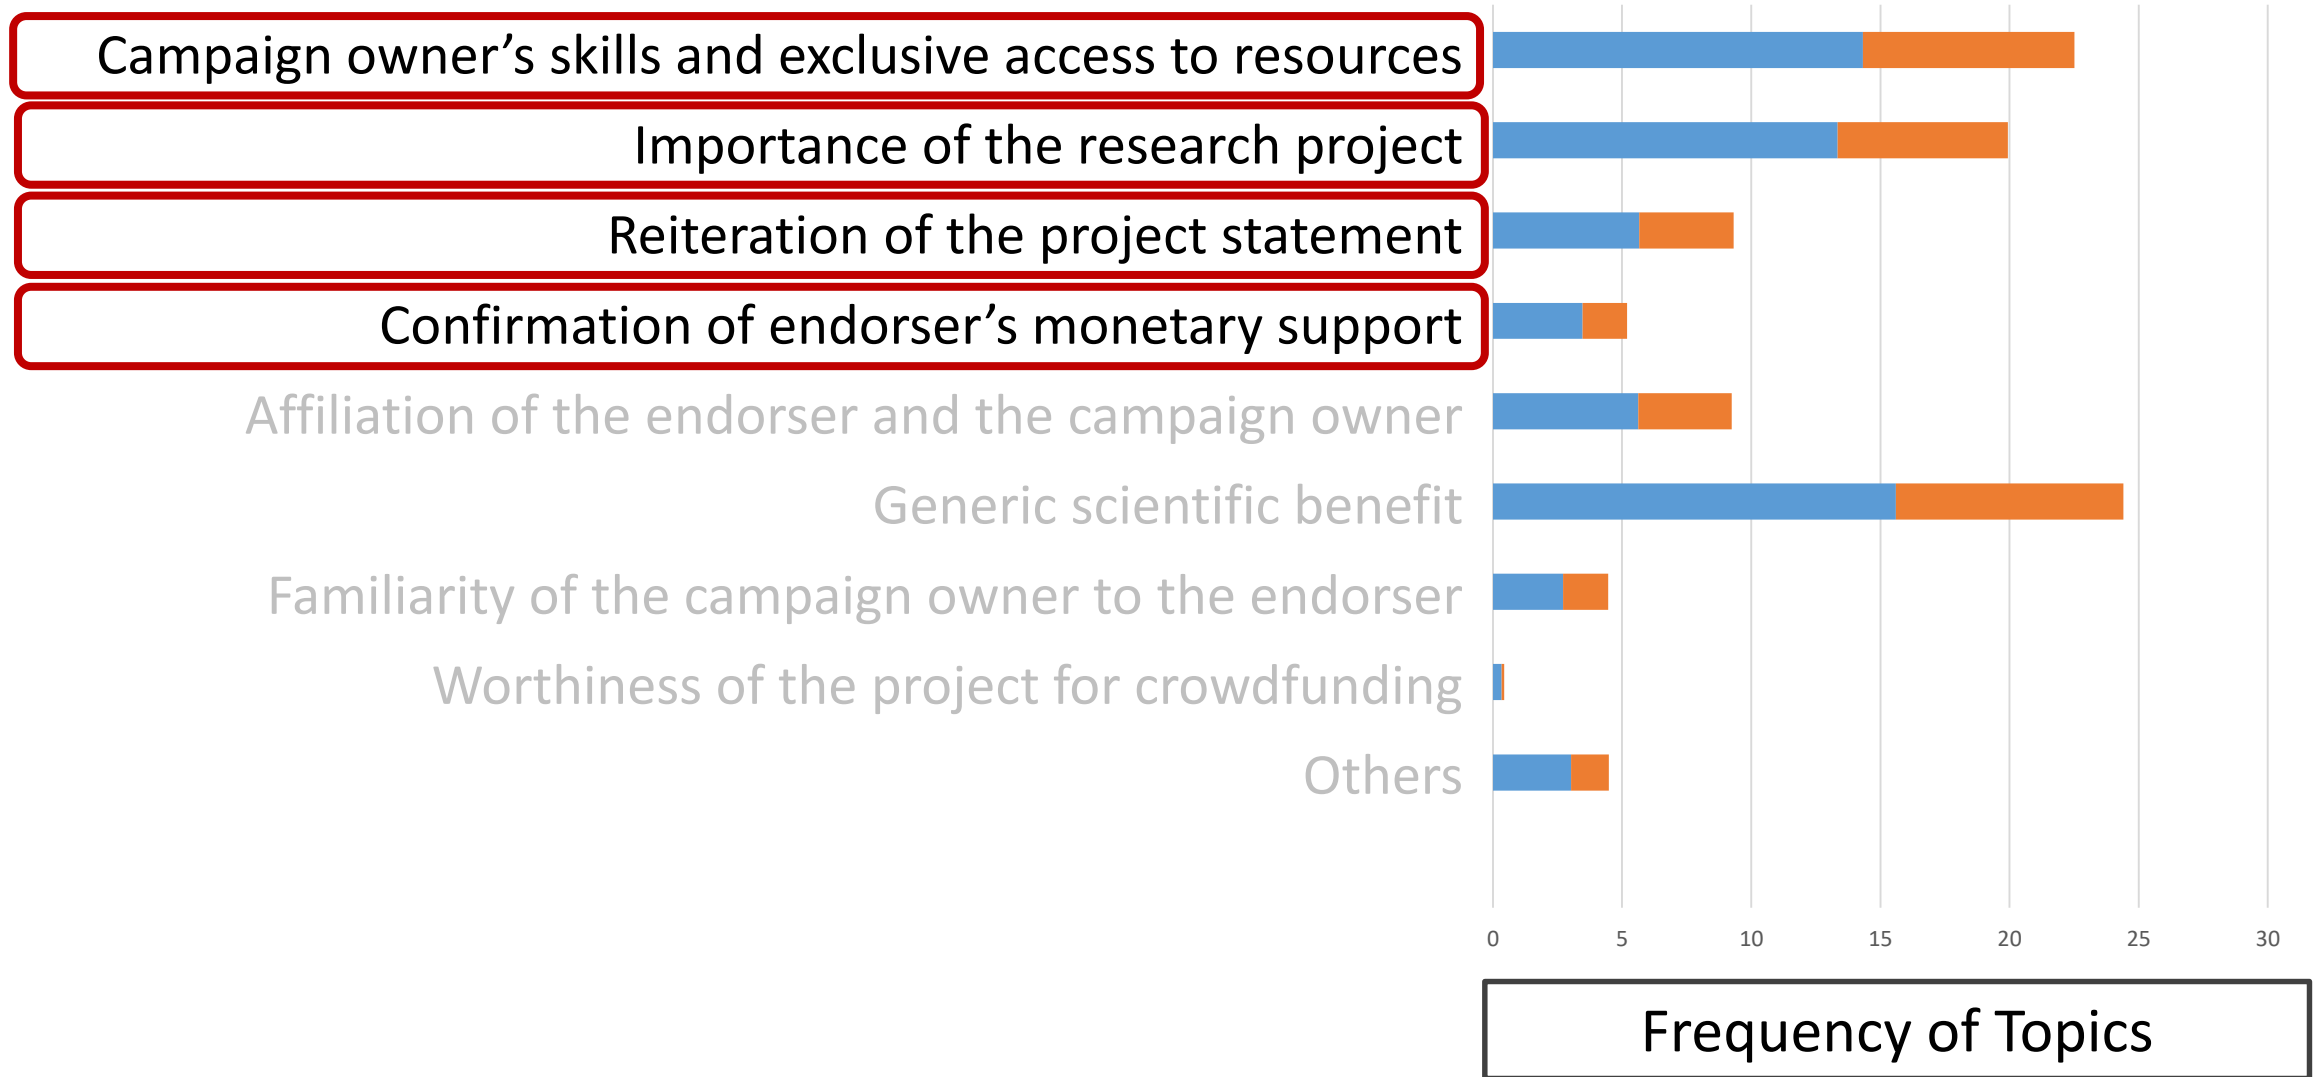 Campaign owner’s skills and exclusive access to resources
Importance of the research project
Reiteration of the project statement
Confirmation of endorser’s monetary support
Affiliation of the endorser and the campaign owner
Generic scientific benefit
Familiarity of the campaign owner to the endorser
Worthiness of the project for crowdfunding
Others
0 5 10 15 20 25 30
Frequency of Topics